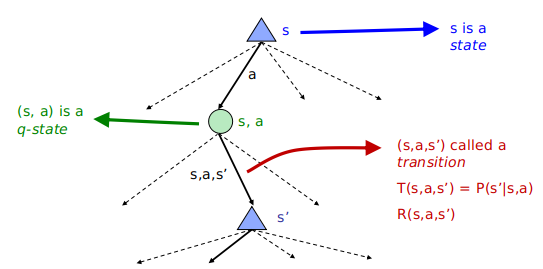 s
s is a
state
a
(s, a) is a
q-state
s, a
(s,a,s’) called a
transition
s,a,s’
T(s,a,s’) = P(s’|s,a)
R(s,a,s’)
s’